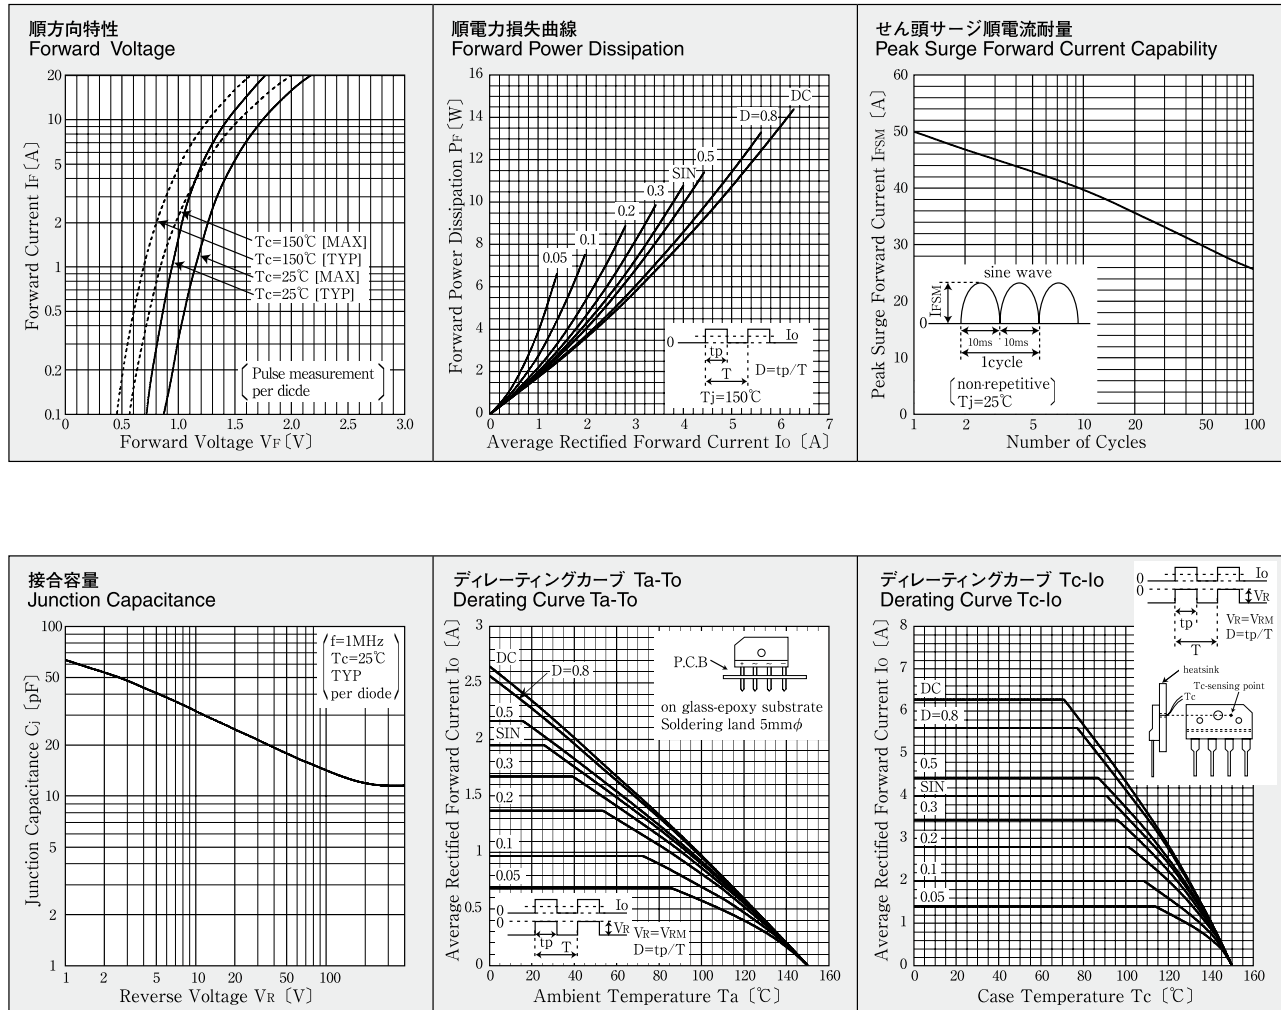 順方向特性
Forward Voltage
Forward Current IF〔A〕
20
10
5
2
1
0.5
0.2
0.1
Tc=150℃ [MAX]
Tc=150℃ [TYP]
Tc=25℃ [MAX]
Tc=25℃ [TYP]
Pulse measurement
per diode
0 0.5 1.0 1.5 2.0 2.5 3.0
Forward Voltage VF〔V〕
順電力損失曲線
Forward Power Dissipation
Forward Power Dissipation PF〔W〕
16
14
12
10
8
6
4
2
0
DC
D=0.8
0.5
SIN
0.3
0.2
0.1
0.05
0
Io
tp
T
D=tp/T
Tj=150℃
0 1 2 3 4 5 6 7
Average Rectified Forward Current IO〔A〕
せん頭サージ順電流耐量
Peak Surge Forward Current Capability
Peak Surge Forward Current IFSM〔A〕
60
50
40
30
20
10
0
sine wave
IFSM
0
10ms 10ms
1cycle
non-repetitive
Tj=25℃
1 2 5 10 20 50 100
Number of Cycles
接合容量
Junction Capacitance
Junction Capacitance Cj〔pF〕
100
50
20
10
5
2
1
f=1MHz
Tc=25℃
TYP
per diode
1 2 5 10 20 50 100
Reverse Voltage VR〔V〕
ディレーティングカーブ Ta-To
Derating Curve Ta-To
Average Rectified Forward Current IO〔A〕
3
2.5
2
1.5
1
0.5
0
DC
D=0.8
0.5
SIN
0.3
0.2
0.1
0.05
P.C.B
on glass-epoxy substrate
Soldering land 5mmφ
0
Io
0
VR
tp
T
VR=VRM
D=tp/T
0 20 40 60 80 100 120 140 160
Ambient Temperature Ta〔℃〕
ディレーティングカーブ Tc-Io
Derating Curve Tc-Io
Average Rectified Forward Current IO〔A〕
8
7
6
5
4
3
2
1
0
DC
D=0.8
0.5
SIN
0.3
0.2
0.1
0.05
0
Io
0
VR
tp
T
VR=VRM
D=tp/T
heatsink
Tc-sensing point
Tc
0 20 40 60 80 100 120 140 160
Case Temperature Tc〔℃〕